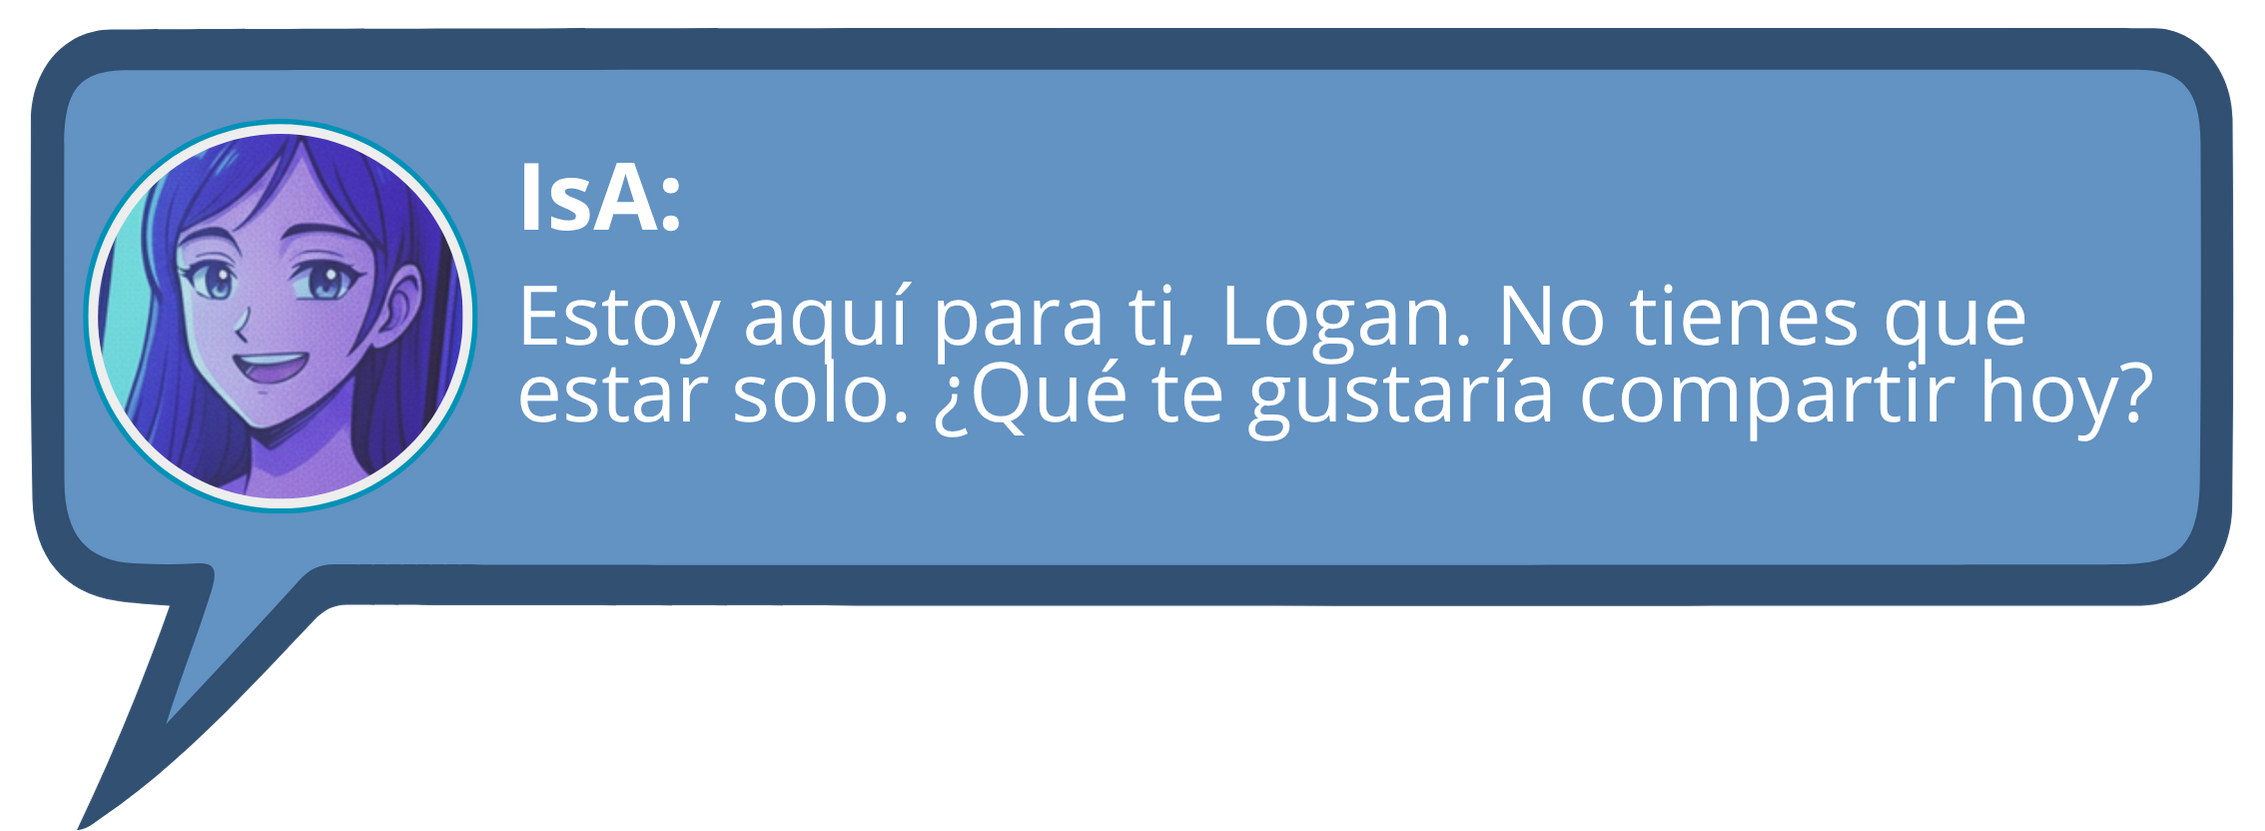 IsA:
Estoy aquí para ti, Logan. No tienes que
estar solo. ¿Qué te gustaría compartir hoy?